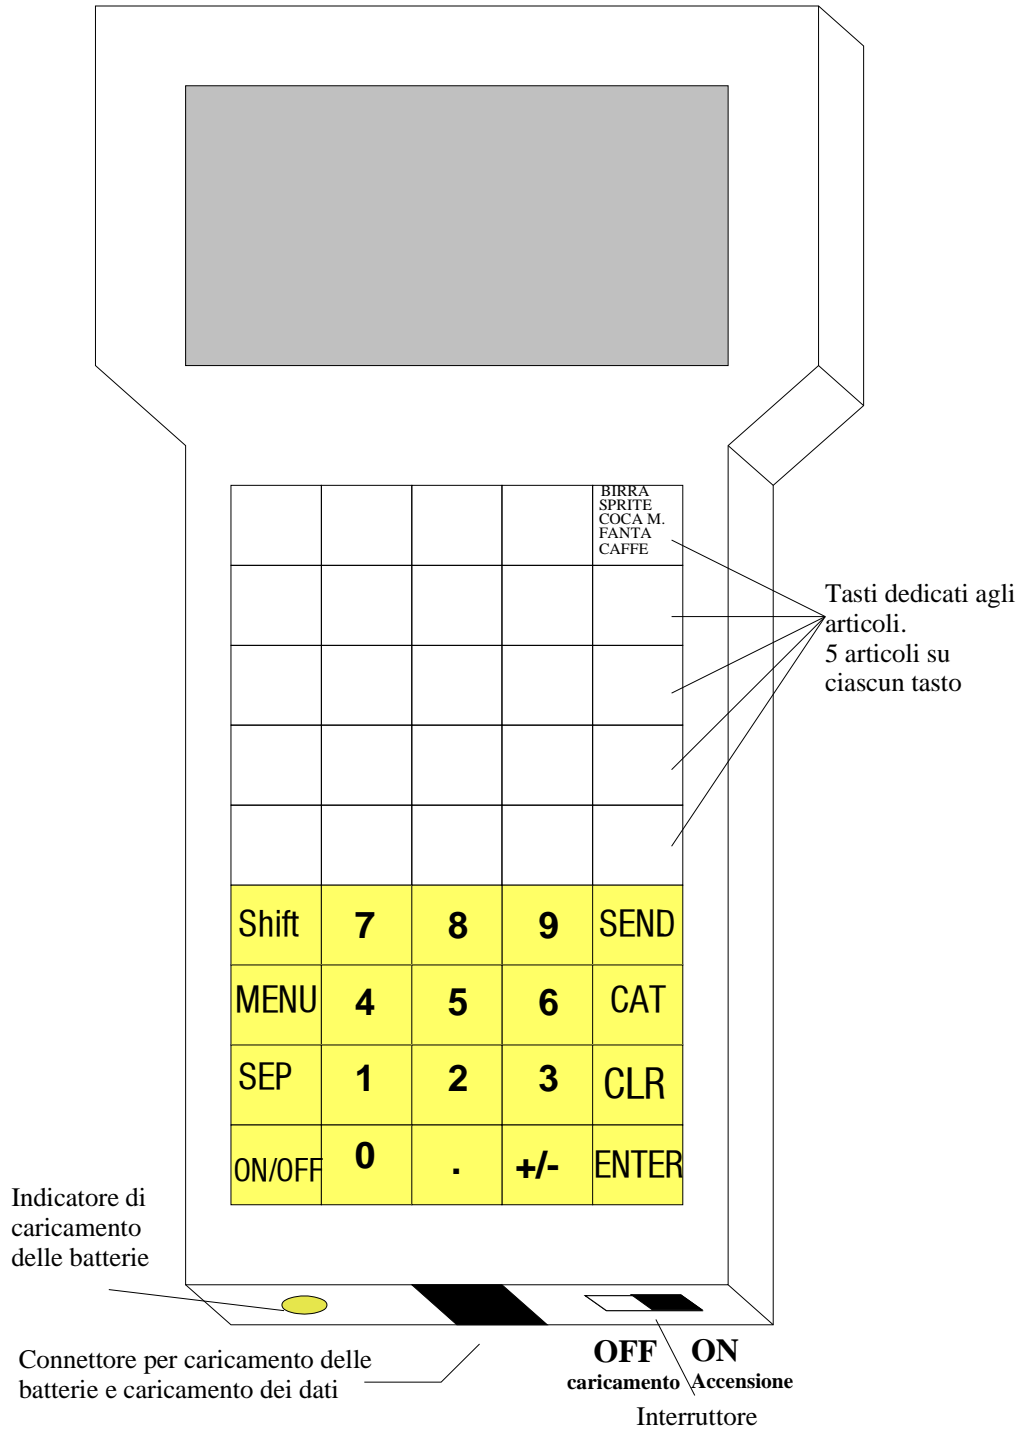 BIRRA
SPRITE
COCA M.
FANTA
CAFFE
Tasti dedicati agli
articoli.
5 articoli su
ciascun tasto
Shift 7 8 9 SEND
MENU 4 5 6 CAT
SEP 1 2 3 CLR
ON/OFF 0 . +/- ENTER
Indicatore di
caricamento
delle batterie
Connettore per caricamento delle
batterie e caricamento dei dati
OFF ON
caricamento Accensione
Interruttore